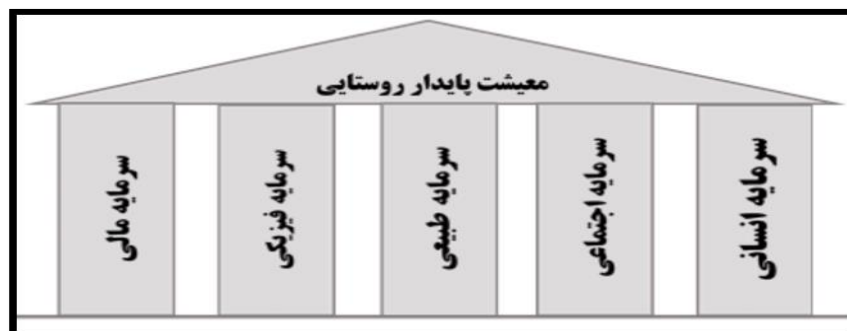 معیشت پایدار روستایی
سرمایه انسانی
سرمایه اجتماعی
سرمایه طبیعی
سرمایه فیزیکی
سرمایه مالی